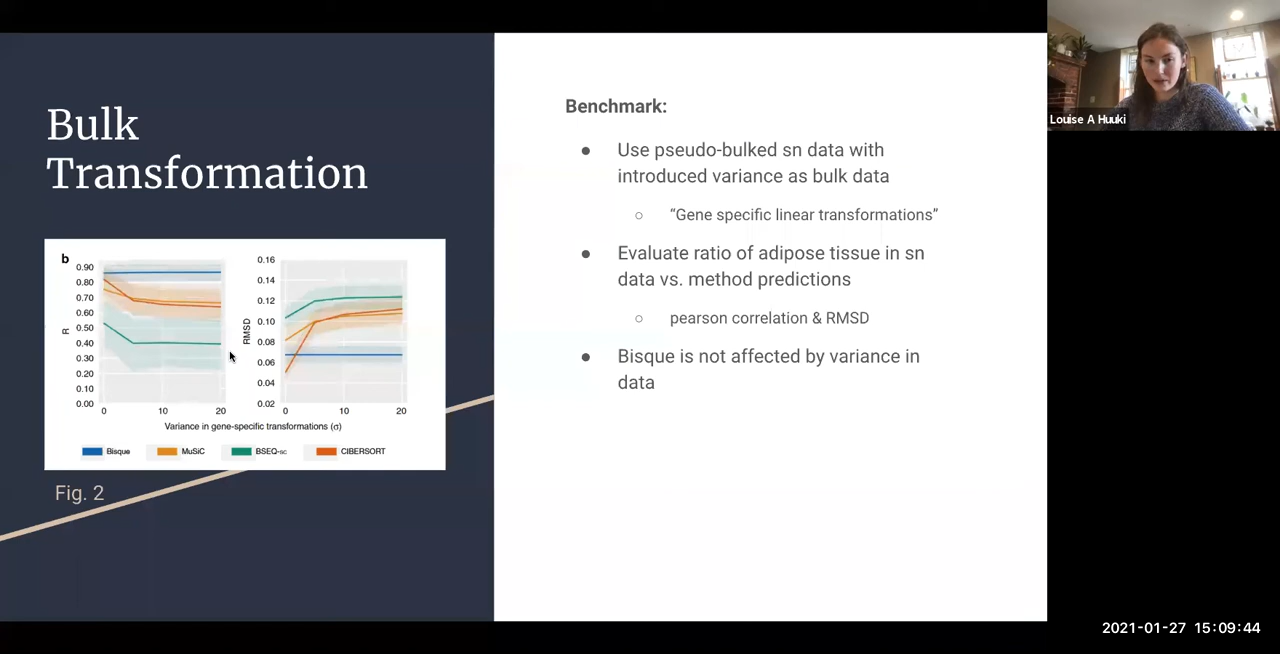 Bulk
Transformation
b
0.90
0.80
0.70
0.60
0.50
0.40
0.30
0.20
0.10
0.00
R
0 10 20
0.16
0.14
0.12
0.10
0.08
0.06
0.04
0.02
RMSD
0 10 20
Variance in gene-specific transformations (σ)
Bisque MuSiC BSEQ-sc CIBERSORT
Fig. 2
Benchmark:
● Use pseudo-bulked sn data with
introduced variance as bulk data
○ “Gene specific linear transformations”
● Evaluate ratio of adipose tissue in sn
data vs. method predictions
○ pearson correlation & RMSD
● Bisque is not affected by variance in
data
Louise A Huuki
2021-01-27 15:09:44